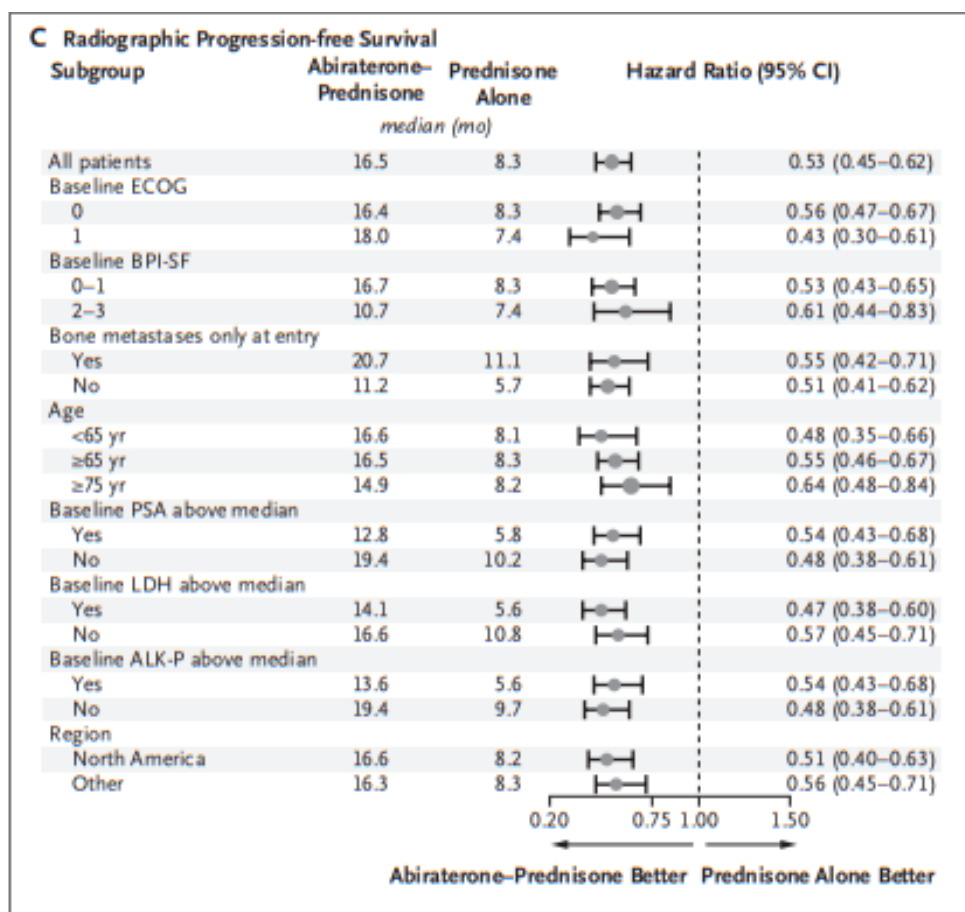 C Radiographic Progression-free Survival
Subgroup Abiraterone–Prednisone Prednisone Alone Hazard Ratio (95% CI)
median (mo)
All patients 16.5 8.3 0.53 (0.45–0.62)
Baseline ECOG
0 16.4 8.3 0.56 (0.47–0.67)
1 18.0 7.4 0.43 (0.30–0.61)
Baseline BPI-SF
0–1 16.7 8.3 0.53 (0.43–0.65)
2–3 10.7 7.4 0.61 (0.44–0.83)
Bone metastases only at entry
Yes 20.7 11.1 0.55 (0.42–0.71)
No 11.2 5.7 0.51 (0.41–0.62)
Age
<65 yr 16.6 8.1 0.48 (0.35–0.66)
≥65 yr 16.5 8.3 0.55 (0.46–0.67)
≥75 yr 14.9 8.2 0.64 (0.48–0.84)
Baseline PSA above median
Yes 12.8 5.8 0.54 (0.43–0.68)
No 19.4 10.2 0.48 (0.38–0.61)
Baseline LDH above median
Yes 14.1 5.6 0.47 (0.38–0.60)
No 16.6 10.8 0.57 (0.45–0.71)
Baseline ALK-P above median
Yes 13.6 5.6 0.54 (0.43–0.68)
No 19.4 9.7 0.48 (0.38–0.61)
Region
North America 16.6 8.2 0.51 (0.40–0.63)
Other 16.3 8.3 0.56 (0.45–0.71)
0.20 0.75 1.00 1.50
Abiraterone–Prednisone Better Prednisone Alone Better